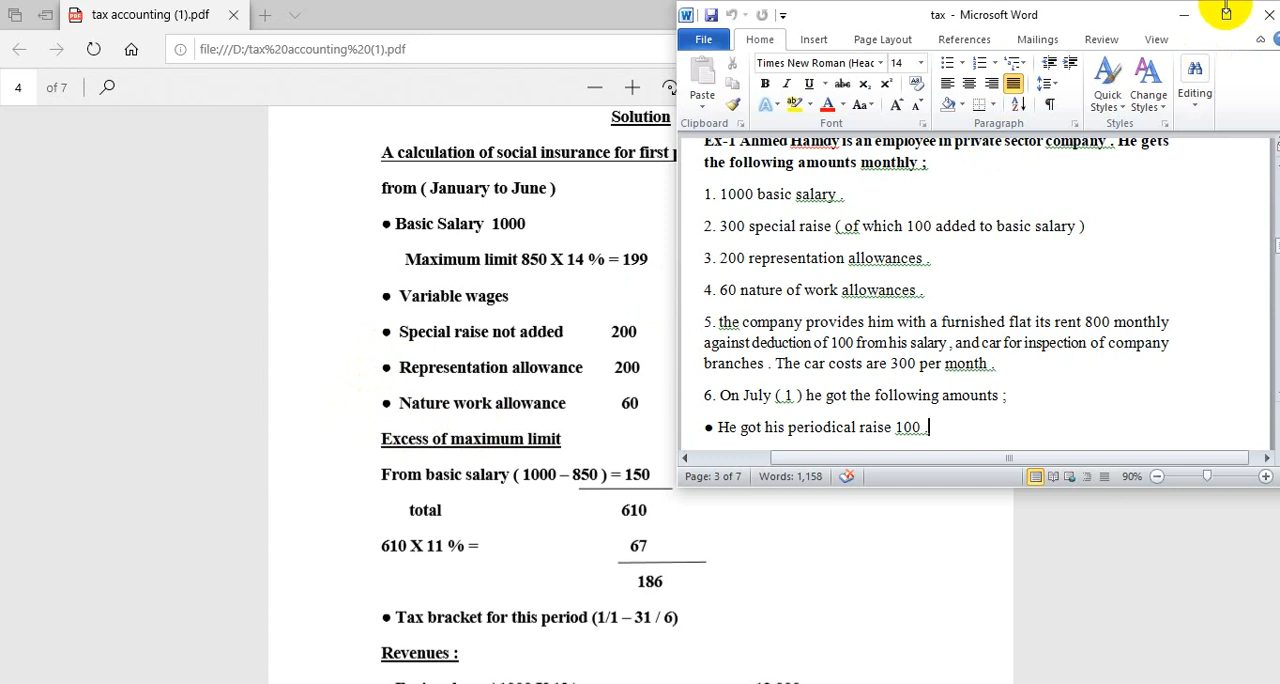 tax accounting (1).pdf
file:///D:/tax%20accounting%20(1).pdf
4 of 7
Solution
A calculation of social insurance for first
from ( January to June )
● Basic Salary 1000
Maximum limit 850 X 14 % = 199
● Variable wages
● Special raise not added 200
● Representation allowance 200
● Nature work allowance 60
Excess of maximum limit
From basic salary ( 1000 – 850 ) = 150
total 610
610 X 11 % = 67
186
● Tax bracket for this period (1/1 – 31 / 6)
Revenues :
tax - Microsoft Word
File Home Insert Page Layout References Mailings Review View
Times New Roman (Heac 14
Paste
Quick Styles
Change Styles
Editing
Clipboard Font Paragraph Styles
Ex-1 Ahmed Hamdy is an employee in private sector company . He gets
the following amounts monthly ;
1. 1000 basic salary .
2. 300 special raise ( of which 100 added to basic salary )
3. 200 representation allowances .
4. 60 nature of work allowances .
5. the company provides him with a furnished flat its rent 800 monthly
against deduction of 100 from his salary , and car for inspection of company
branches . The car costs are 300 per month .
6. On July ( 1 ) he got the following amounts ;
● He got his periodical raise 100 .
Page: 3 of 7 Words: 1,158 90%